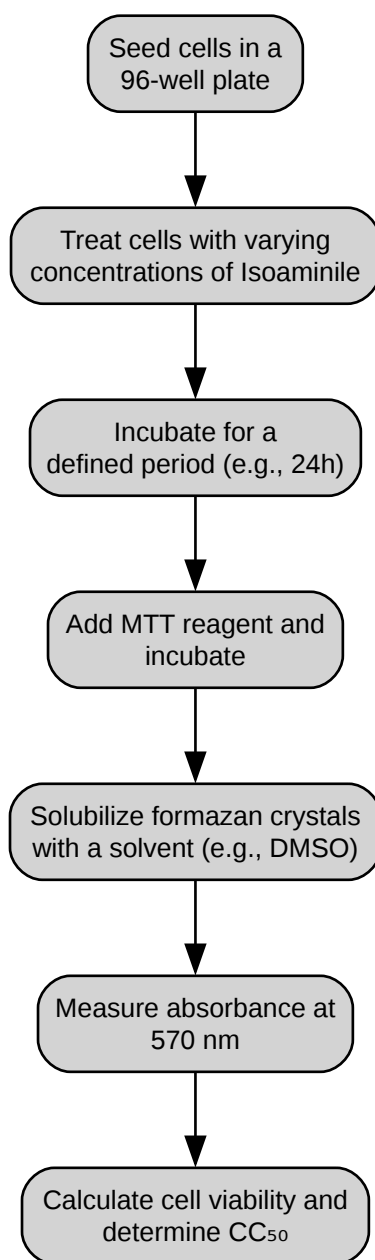 Seed cells in a
96-well plate
Treat cells with varying
concentrations of Isoaminile
Incubate for a
defined period (e.g., 24h)
Add MTT reagent and
incubate
Solubilize formazan crystals
with a solvent (e.g., DMSO)
Measure absorbance at
570 nm
Calculate cell viability and
determine CC₅₀